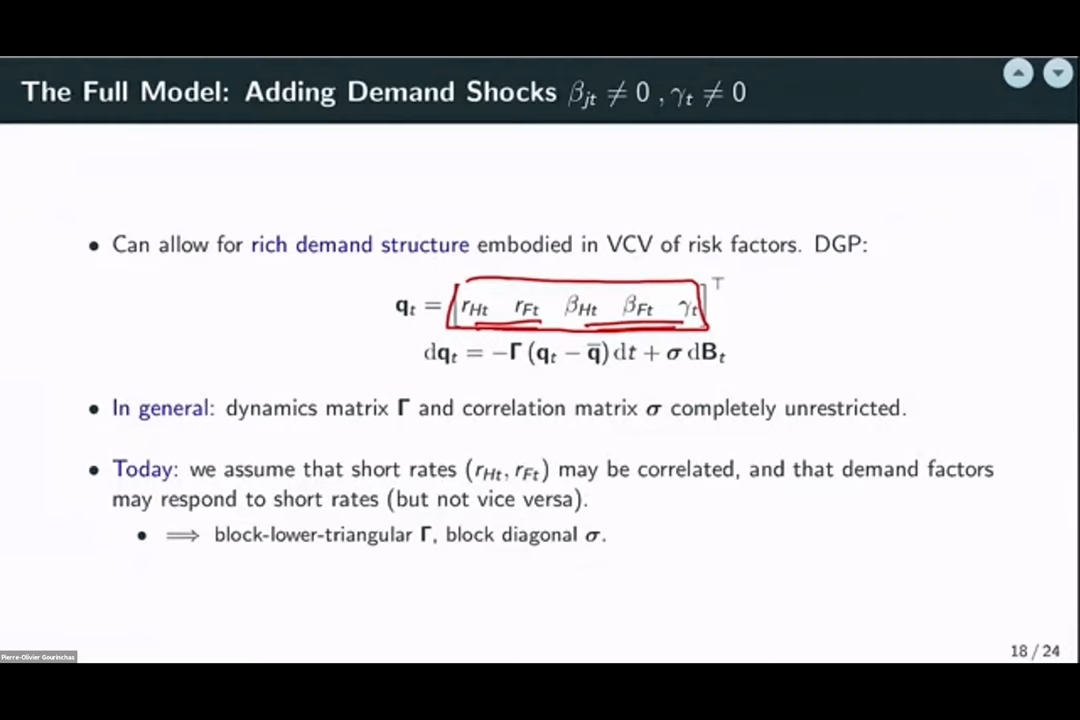 The Full Model: Adding Demand Shocks β_jt ≠ 0 , γ_t ≠ 0
• Can allow for rich demand structure embodied in VCV of risk factors. DGP:
q_t = [r_Ht r_Ft β_Ht β_Ft γ_t]^⊤
dq_t = −Γ (q_t − q̅) dt + σ dB_t
• In general: dynamics matrix Γ and correlation matrix σ completely unrestricted.
• Today: we assume that short rates (r_Ht, r_Ft) may be correlated, and that demand factors
may respond to short rates (but not vice versa).
• ⟹ block-lower-triangular Γ, block diagonal σ.
18 / 24
Pierre-Olivier Gourinchas